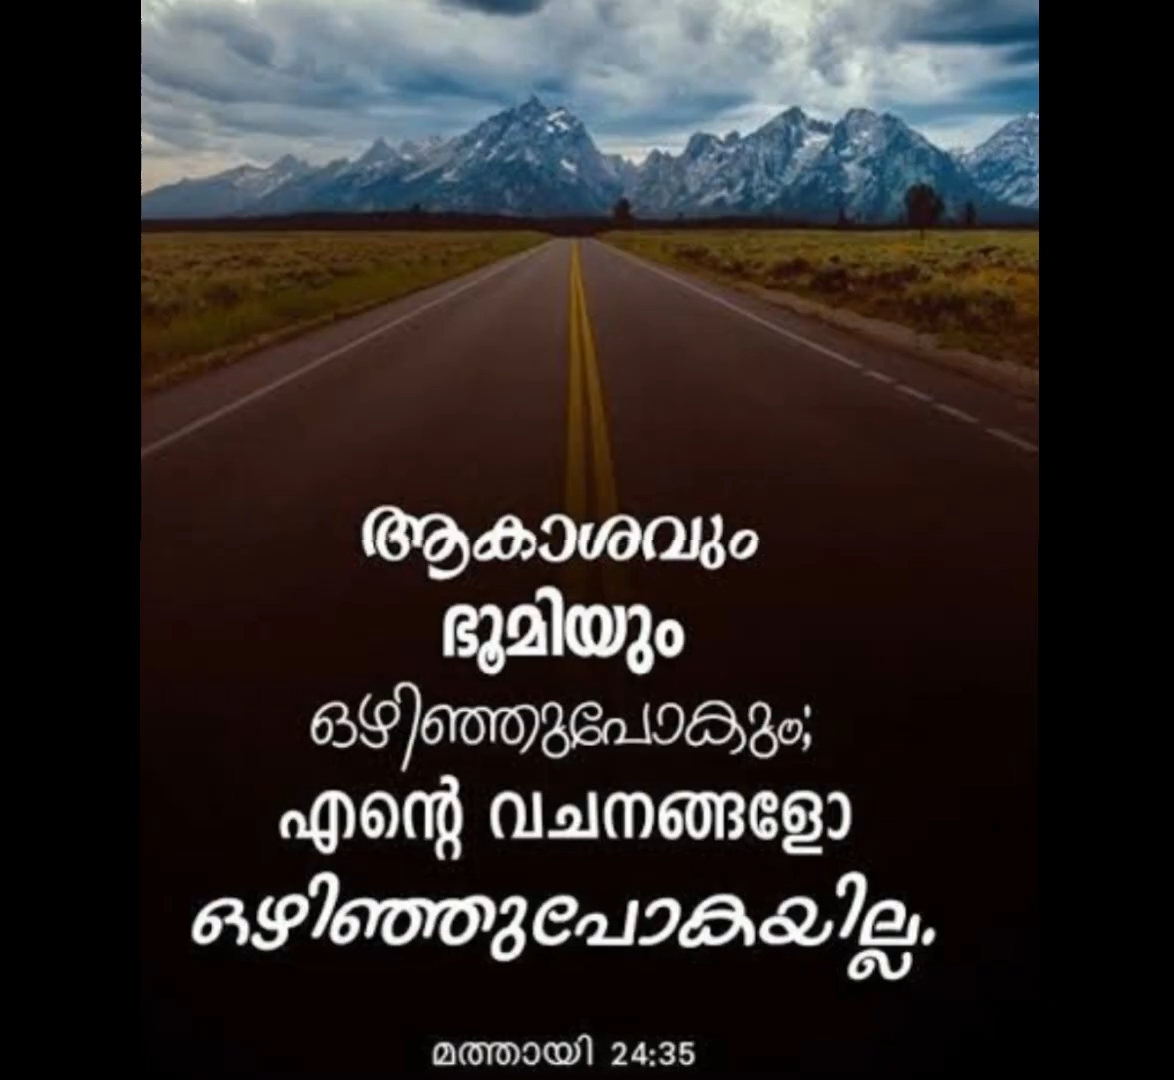 ആകാശവും
ഭൂമിയും
ഒഴിഞ്ഞുപോകും;
എന്റെ വചനങ്ങളോ
ഒഴിഞ്ഞുപോകയില്ല.
മത്തായി 24:35